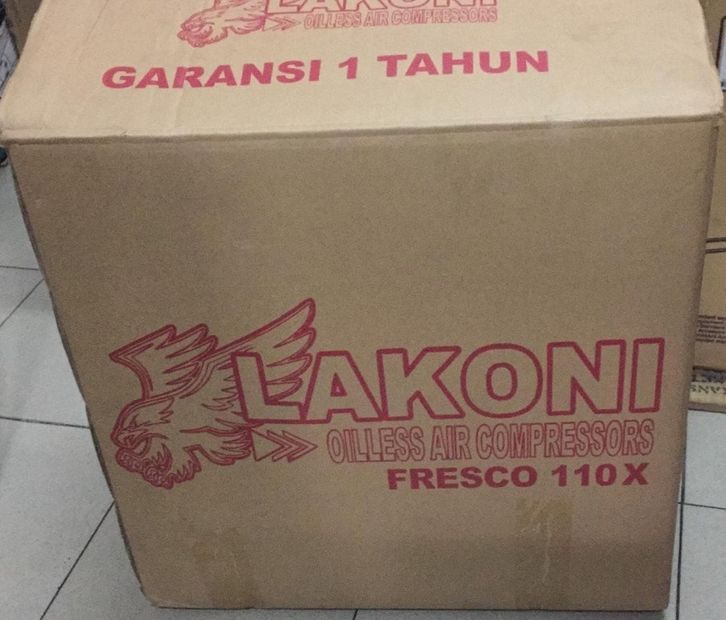 LAKONI
OILLESS AIR COMPRESSORS
GARANSI 1 TAHUN
LAKONI
OILLESS AIR COMPRESSORS
FRESCO 110 X